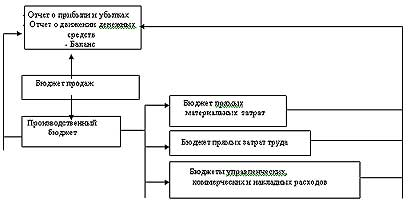 - Отчет о прибыли и убытках
- Отчет о движении денежных
средств
- Баланс
Бюджет продаж
Производственный
бюджет
Бюджет прямых
материальных затрат
Бюджет прямых затрат труда
Бюджеты управленческих,
коммерческих и накладных расходов